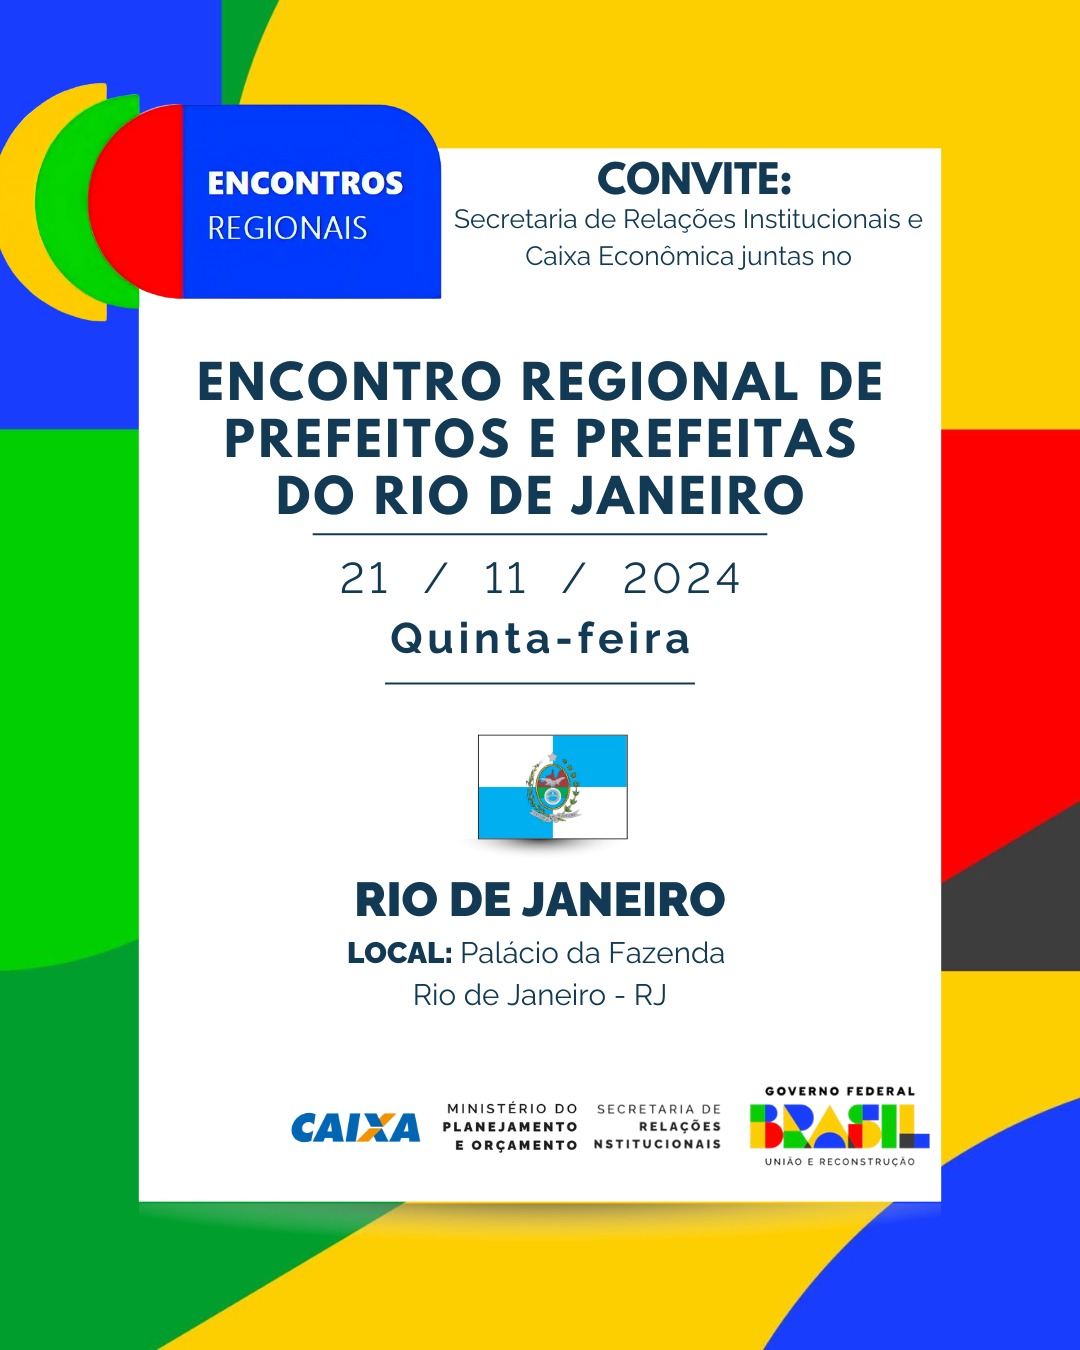 ENCONTROS
REGIONAIS
CONVITE:
Secretaria de Relações Institucionais e
Caixa Econômica juntas no
ENCONTRO REGIONAL DE
PREFEITOS E PREFEITAS
DO RIO DE JANEIRO
21 / 11 / 2024
Quinta-feira
RIO DE JANEIRO
LOCAL: Palácio da Fazenda
Rio de Janeiro - RJ
CAIXA
MINISTÉRIO DO
PLANEJAMENTO
E ORÇAMENTO
SECRETARIA DE
RELAÇÕES
NSTITUCIONAIS
GOVERNO FEDERAL
BRASIL
UNIÃO E RECONSTRUÇÃO